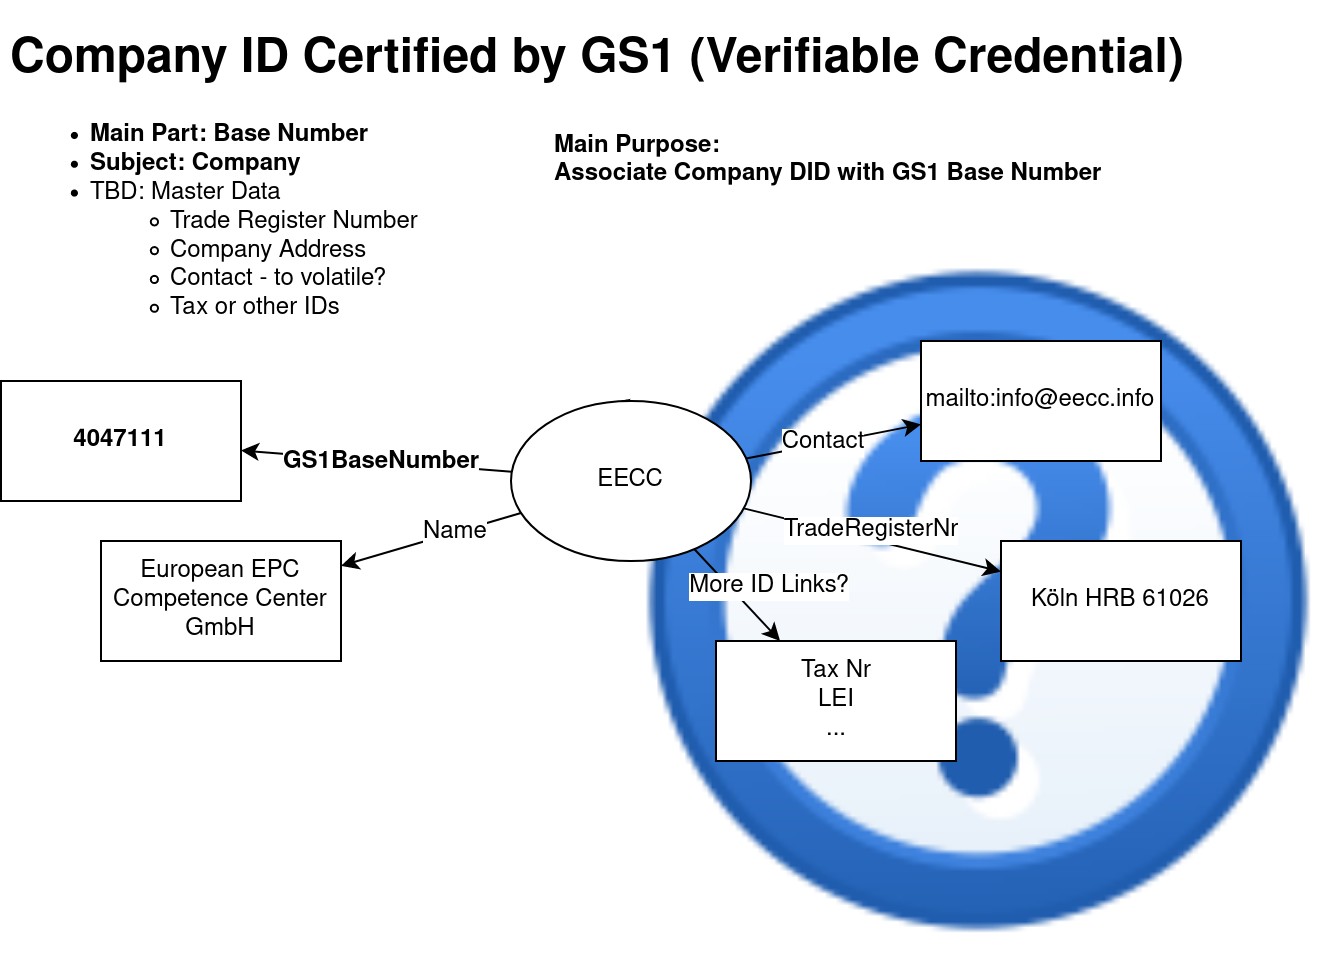 Company ID Certified by GS1 (Verifiable Credential)
Main Part: Base Number
Subject: Company
TBD: Master Data
Trade Register Number
Company Address
Contact - to volatile?
Tax or other IDs
Main Purpose:
Associate Company DID with GS1 Base Number
4047111
GS1BaseNumber
EECC
Contact
mailto:info@eecc.info
Name
European EPC
Competence Center
GmbH
TradeRegisterNr
Köln HRB 61026
More ID Links?
Tax Nr
LEI
...